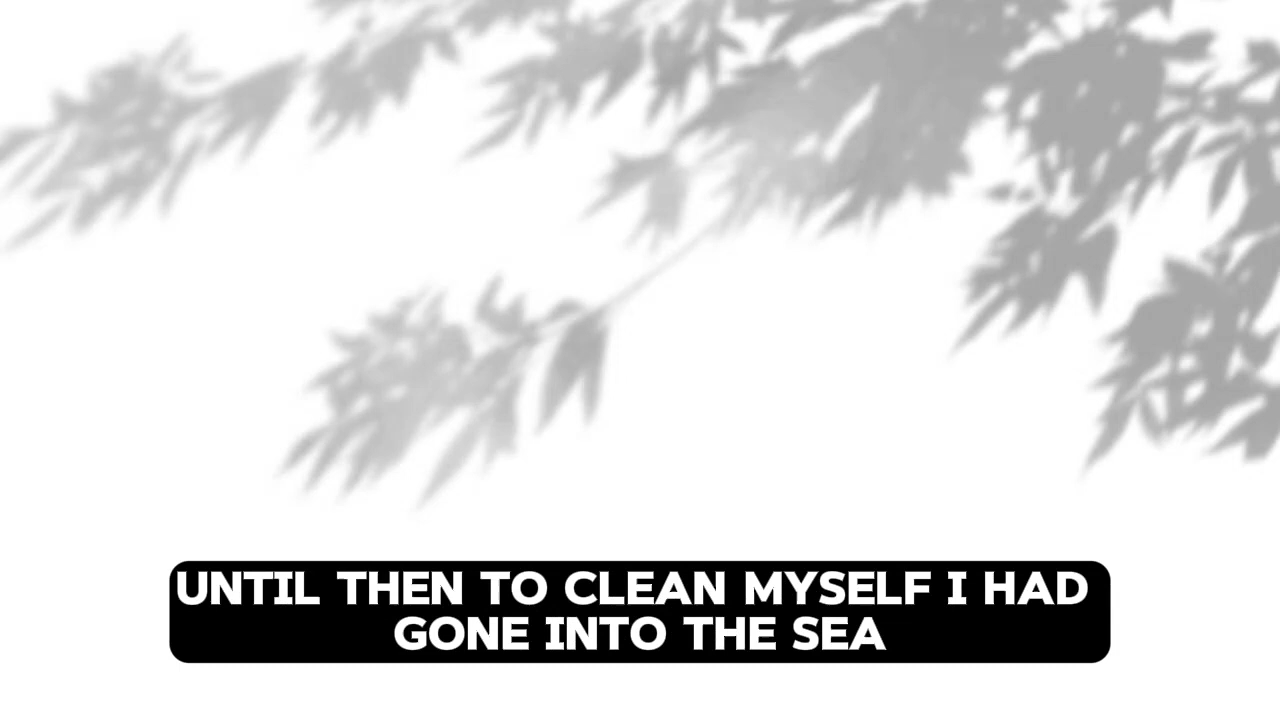 UNTIL THEN TO CLEAN MYSELF I HAD
GONE INTO THE SEA